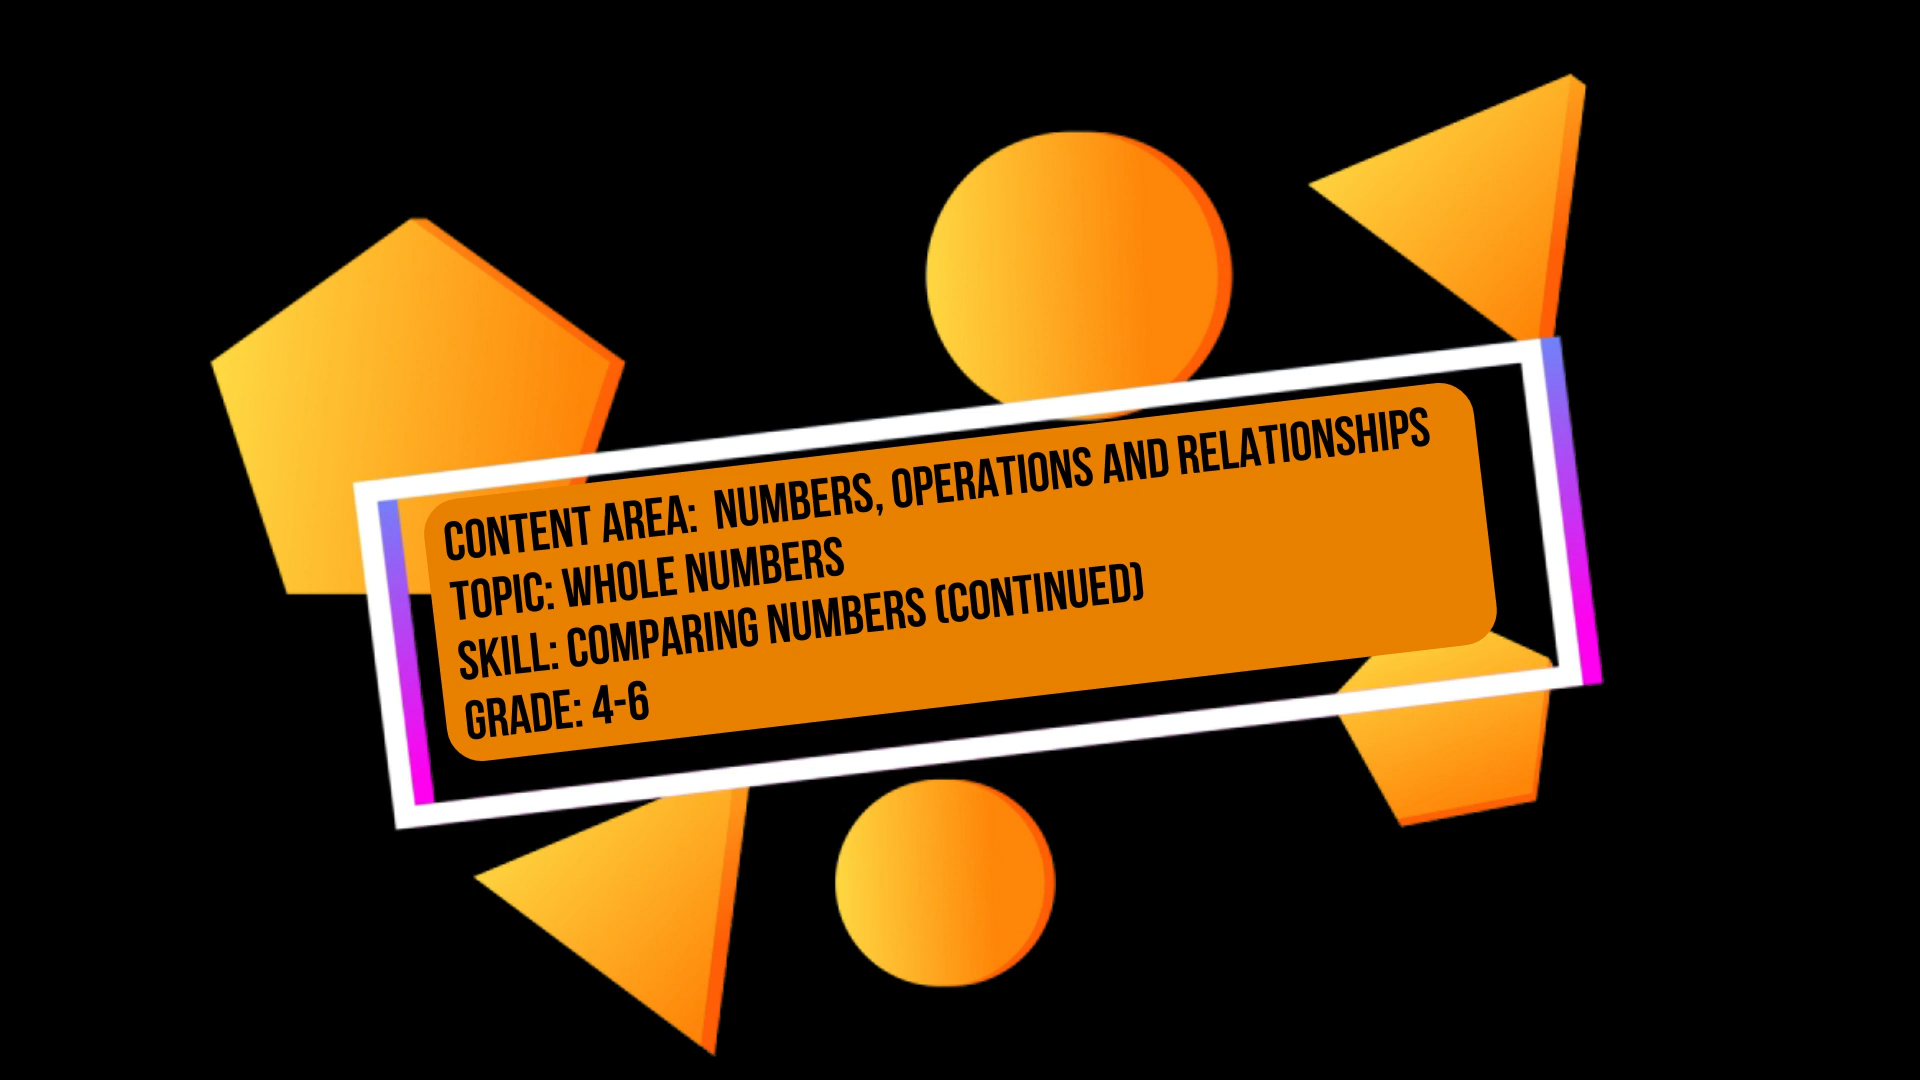 CONTENT AREA: NUMBERS, OPERATIONS AND RELATIONSHIPS
TOPIC: WHOLE NUMBERS
SKILL: COMPARING NUMBERS (CONTINUED)
GRADE: 4-6